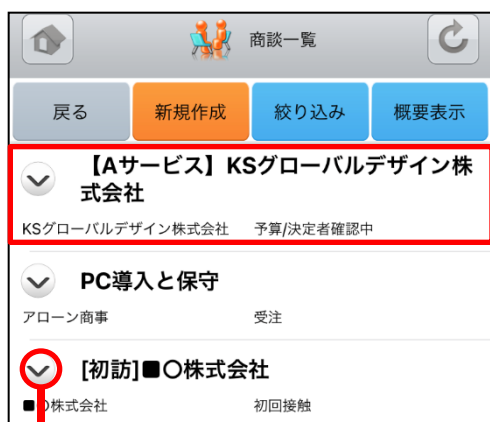 商談一覧
戻る 新規作成 絞り込み 概要表示
【Aサービス】KSグローバルデザイン株
式会社
KSグローバルデザイン株式会社 予算/決定者確認中
PC導入と保守
アローン商事 受注
[初訪]■〇株式会社
■〇株式会社 初回接触